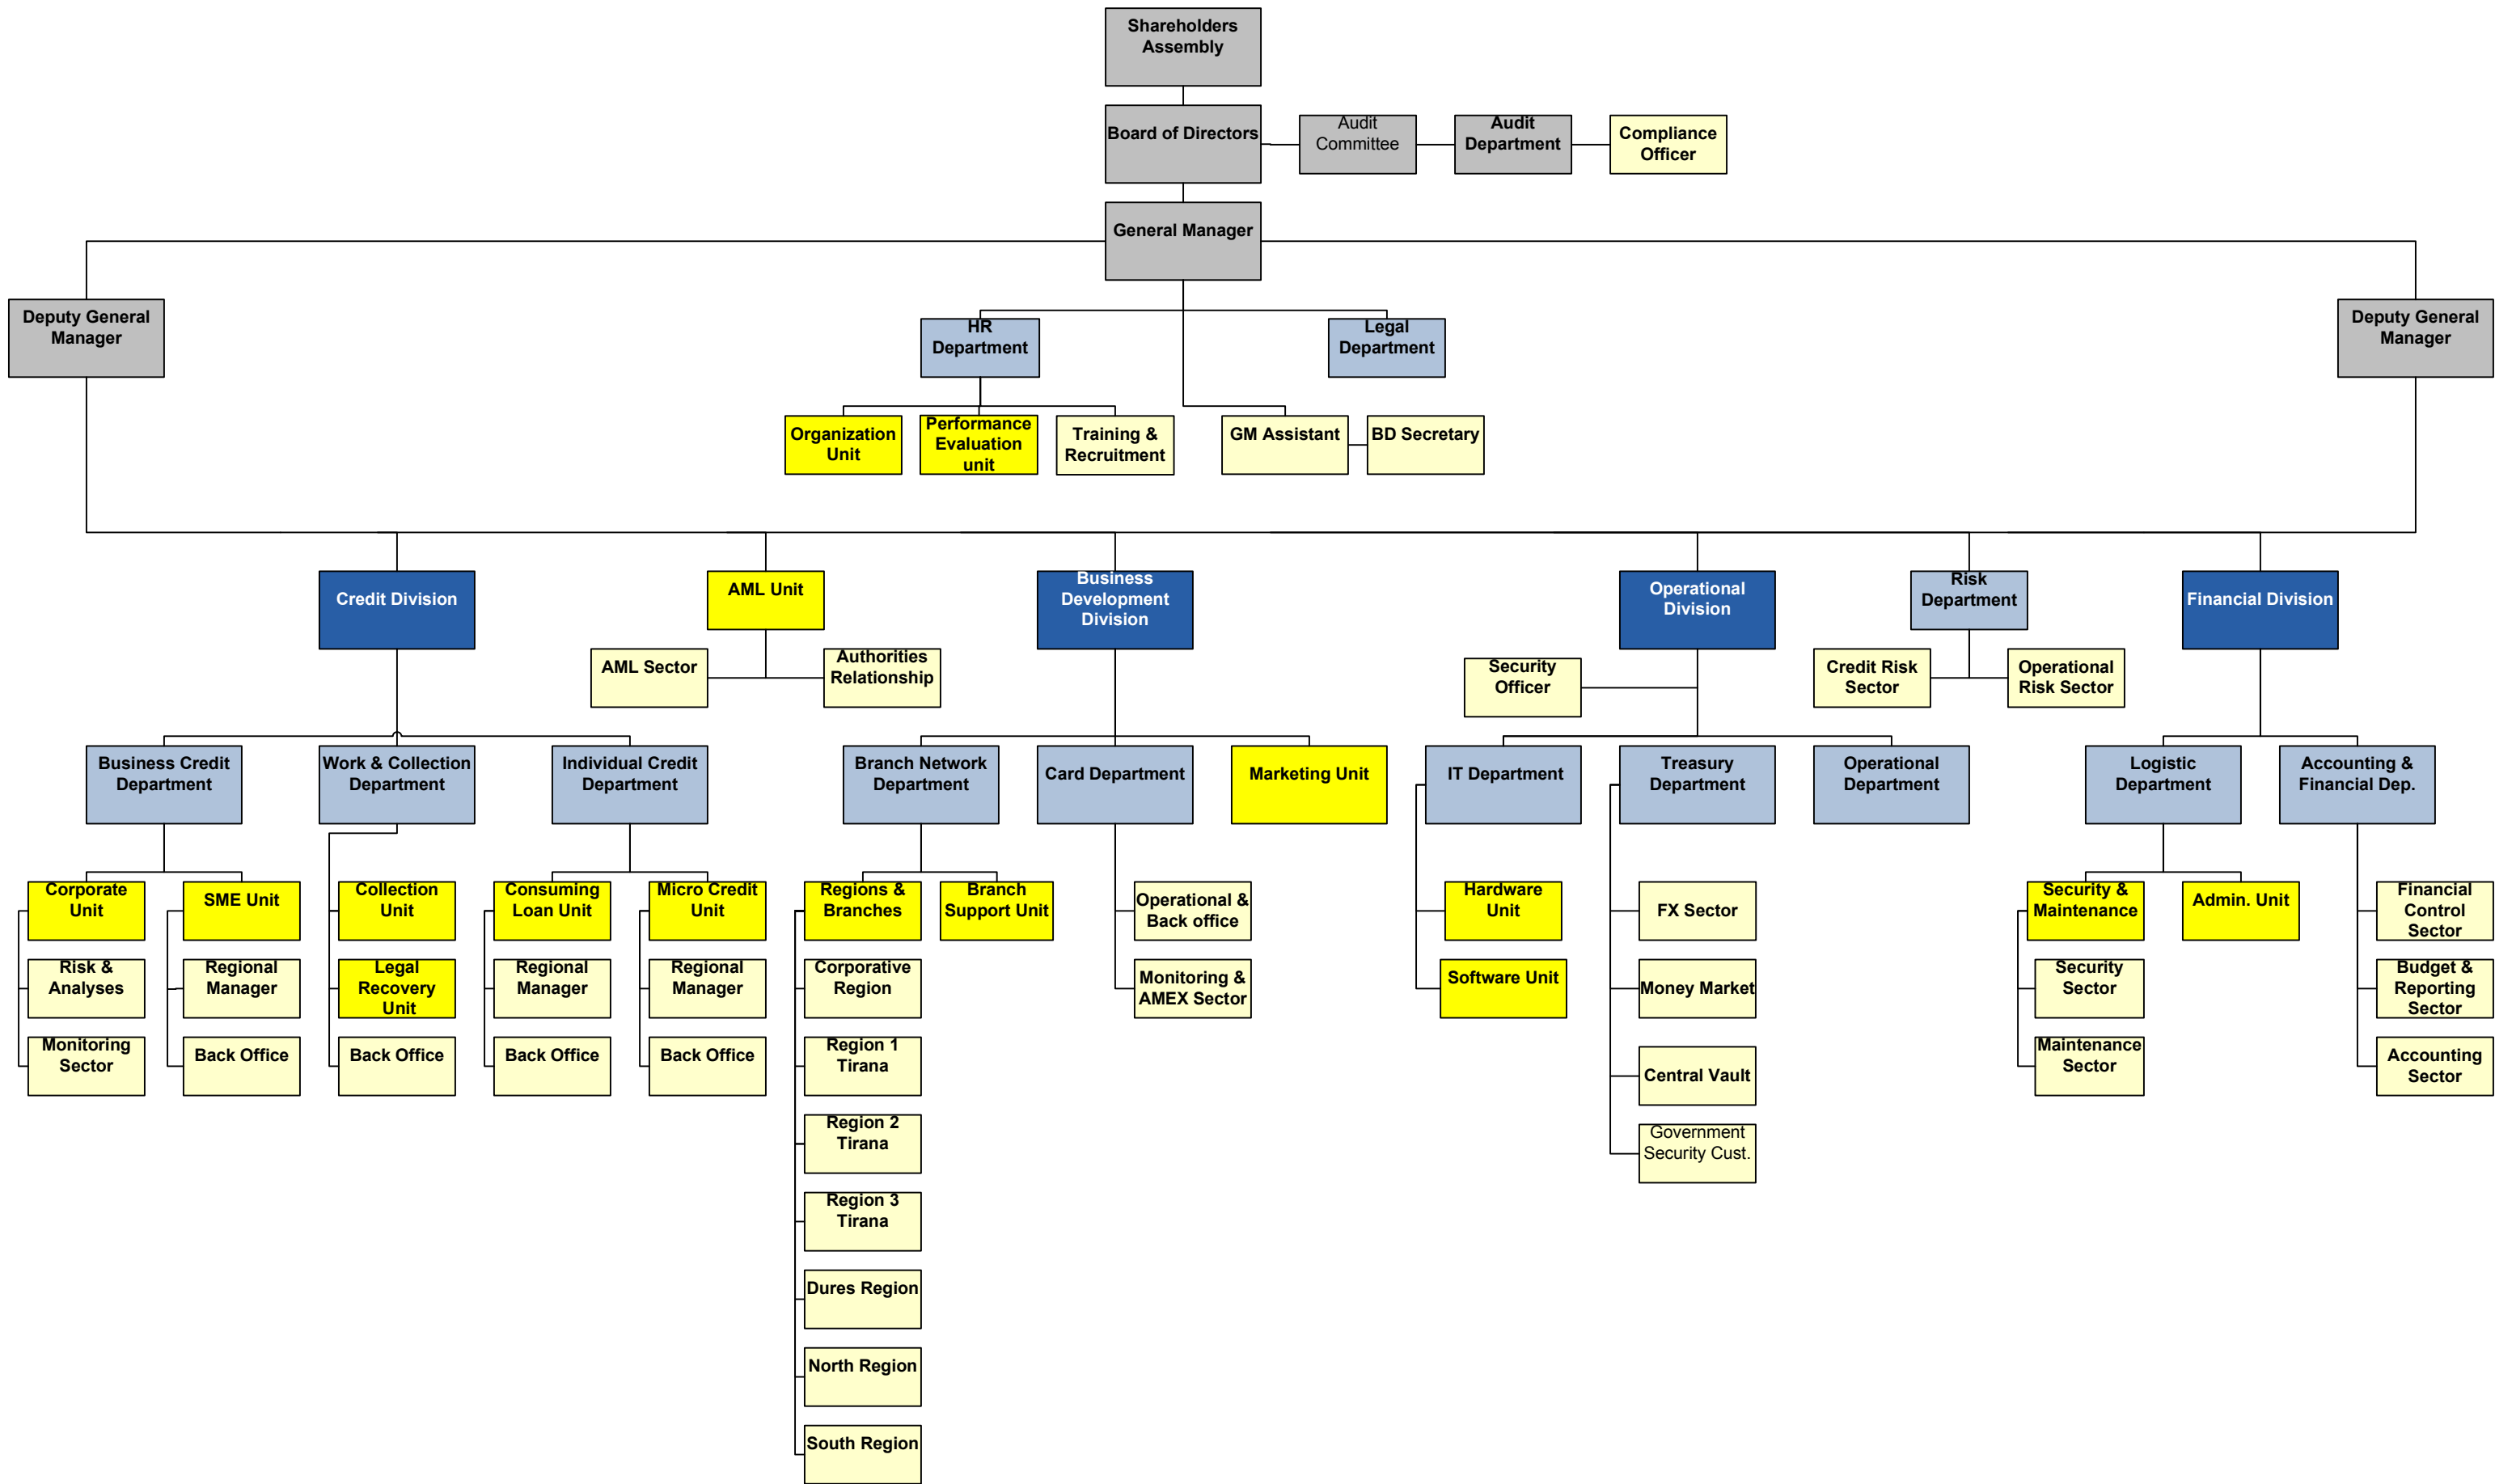 Shareholders
Assembly
Board of Directors
Audit
Committee
Audit
Department
Compliance
Officer
General Manager
Deputy General
Manager
HR
Department
Legal
Department
Deputy General
Manager
Organization
Unit
Performance
Evaluation
unit
Training &
Recruitment
GM Assistant
BD Secretary
Credit Division
AML Unit
Business
Development
Division
Operational
Division
Risk
Department
Financial Division
AML Sector
Authorities
Relationship
Security
Officer
Credit Risk
Sector
Operational
Risk Sector
Business Credit
Department
Work & Collection
Department
Individual Credit
Department
Branch Network
Department
Card Department
Marketing Unit
IT Department
Treasury
Department
Operational
Department
Logistic
Department
Accounting &
Financial Dep.
Corporate
Unit
SME Unit
Collection
Unit
Consuming
Loan Unit
Micro Credit
Unit
Regions &
Branches
Branch
Support Unit
Operational &
Back office
Hardware
Unit
FX Sector
Security &
Maintenance
Admin. Unit
Financial
Control
Sector
Risk &
Analyses
Regional
Manager
Legal
Recovery
Unit
Regional
Manager
Regional
Manager
Corporative
Region
Monitoring &
AMEX Sector
Software Unit
Money Market
Security
Sector
Budget &
Reporting
Sector
Monitoring
Sector
Back Office
Back Office
Back Office
Back Office
Region 1
Tirana
Central Vault
Maintenance
Sector
Accounting
Sector
Region 2
Tirana
Government
Security Cust.
Region 3
Tirana
Dures Region
North Region
South Region